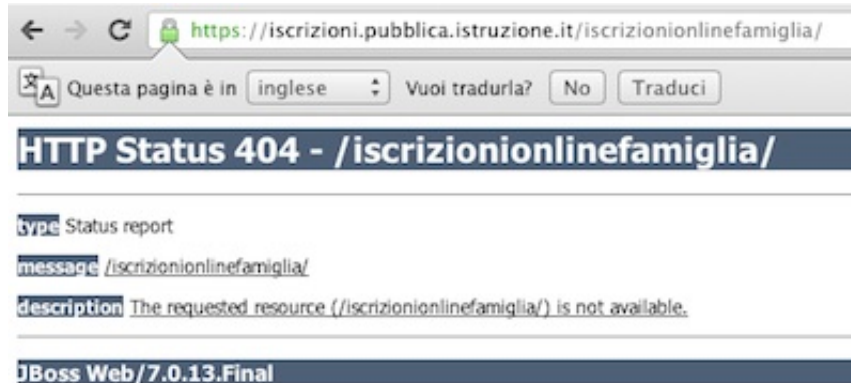 https://iscrizioni.pubblica.istruzione.it/iscrizionionlinefamiglia/
Questa pagina è in inglese Vuoi tradurla? No Traduci
HTTP Status 404 - /iscrizionionlinefamiglia/
type Status report
message /iscrizionionlinefamiglia/
description The requested resource (/iscrizionionlinefamiglia/) is not available.
JBoss Web/7.0.13.Final